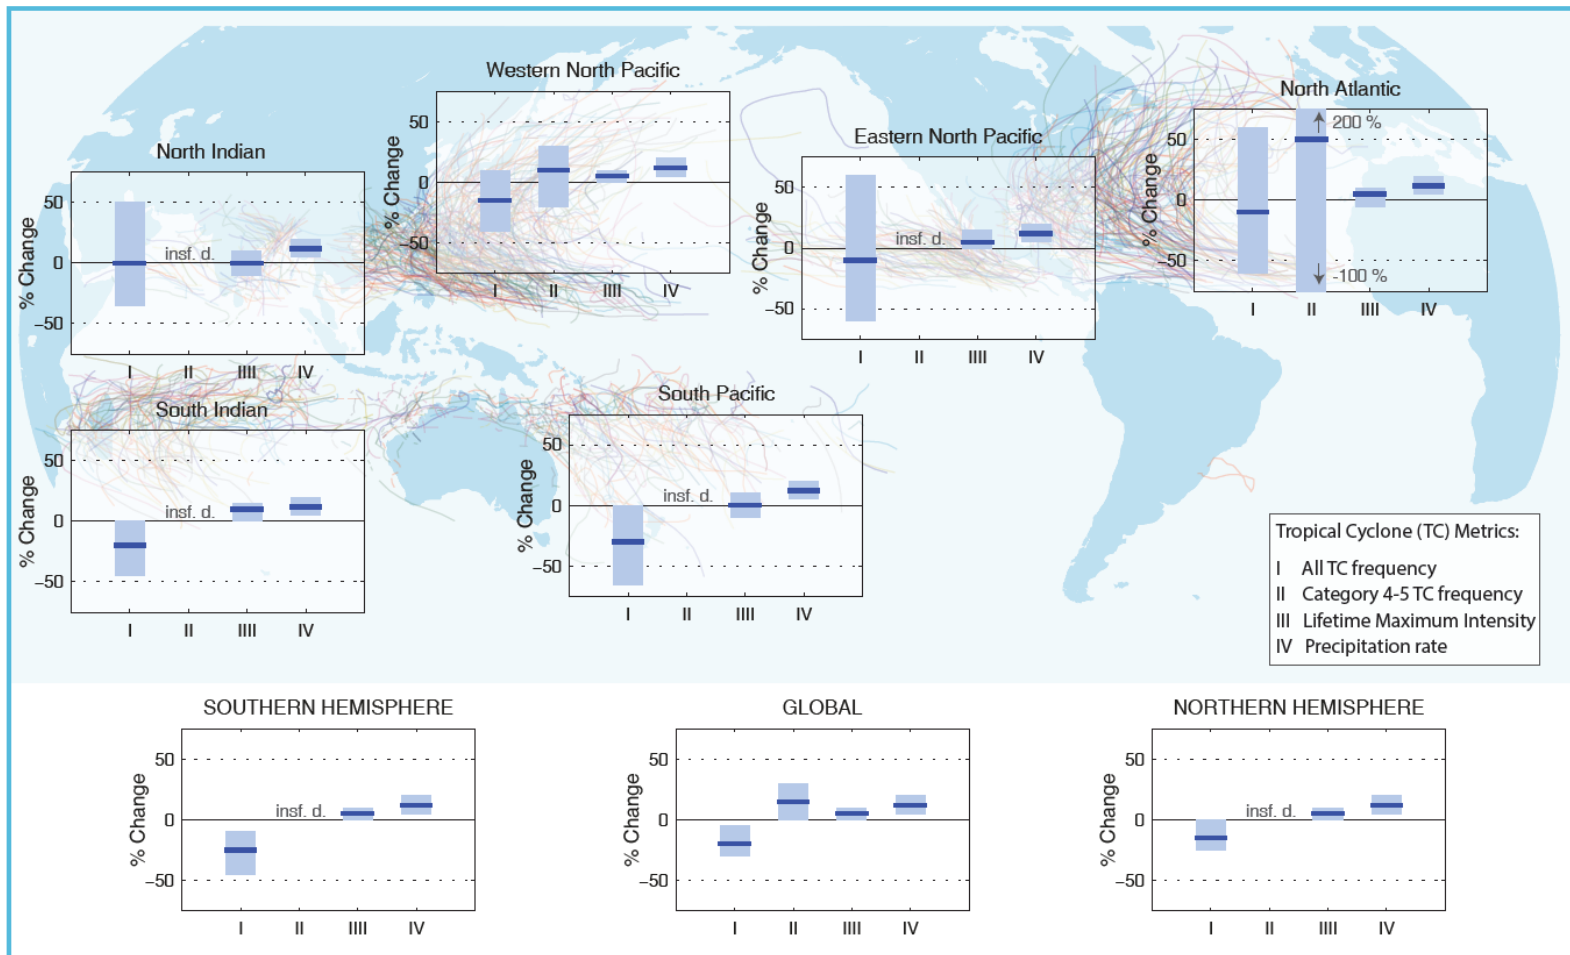 Western North Pacific
% Change
50
0
−50
I II IIII IV
North Atlantic
% Change
50
0
−50
200 %
-100 %
I II IIII IV
North Indian
% Change
50
0
−50
insf. d.
I II IIII IV
Eastern North Pacific
% Change
50
0
−50
insf. d.
I II IIII IV
South Indian
% Change
50
0
−50
insf. d.
I II IIII IV
South Pacific
% Change
50
0
−50
insf. d.
I II IIII IV
Tropical Cyclone (TC) Metrics:
I All TC frequency
II Category 4-5 TC frequency
III Lifetime Maximum Intensity
IV Precipitation rate
SOUTHERN HEMISPHERE
% Change
50
0
−50
insf. d.
I II IIII IV
GLOBAL
% Change
50
0
−50
I II IIII IV
NORTHERN HEMISPHERE
% Change
50
0
−50
insf. d.
I II IIII IV